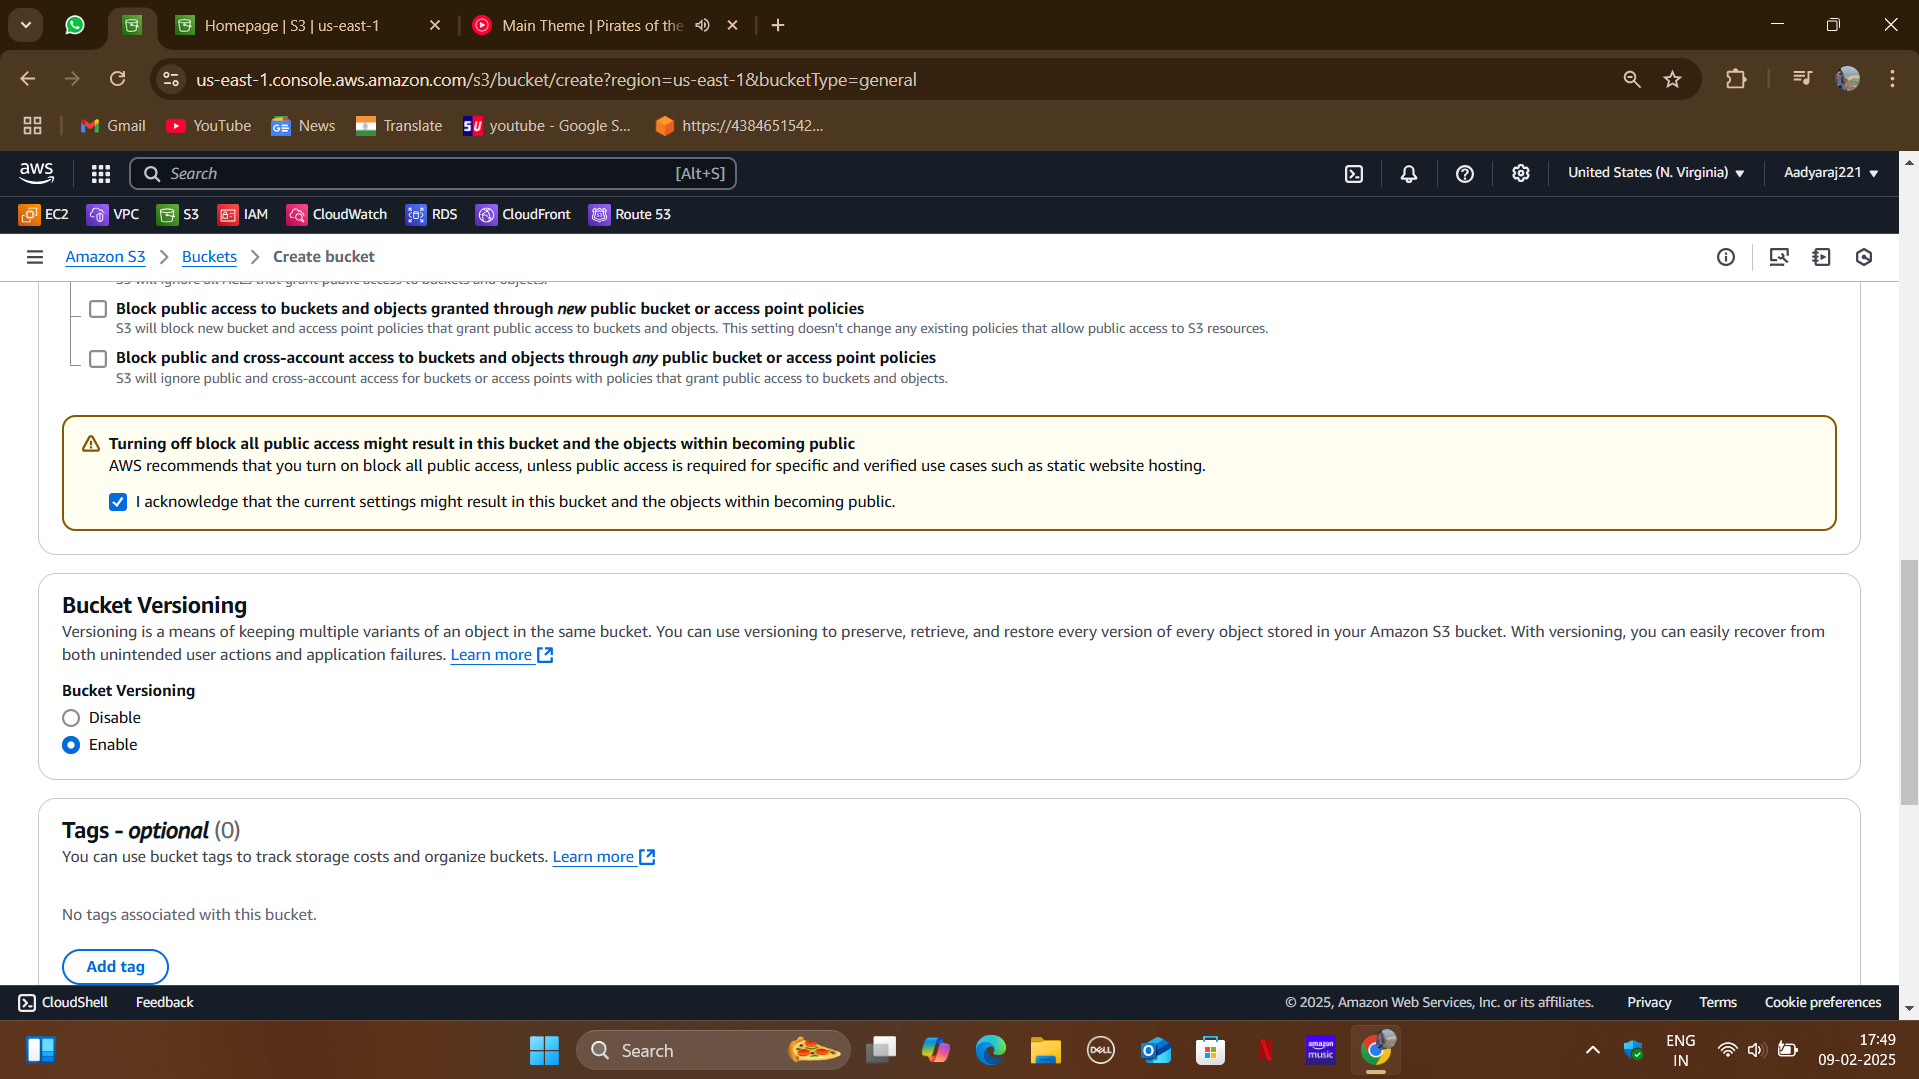 Homepage | S3 | us-east-1
Main Theme | Pirates of the
us-east-1.console.aws.amazon.com/s3/bucket/create?region=us-east-1&bucketType=general
Gmail
YouTube
News
Translate
youtube - Google S...
https://4384651542...
aws
Search
[Alt+S]
United States (N. Virginia)
Aadyaraj221
EC2
VPC
S3
IAM
CloudWatch
RDS
CloudFront
Route 53
Amazon S3
Buckets
Create bucket
S3 will ignore all ACLs that grant public access to buckets and objects.
Block public access to buckets and objects granted through new public bucket or access point policies
S3 will block new bucket and access point policies that grant public access to buckets and objects. This setting doesn't change any existing policies that allow public access to S3 resources.
Block public and cross-account access to buckets and objects through any public bucket or access point policies
S3 will ignore public and cross-account access for buckets or access points with policies that grant public access to buckets and objects.
Turning off block all public access might result in this bucket and the objects within becoming public
AWS recommends that you turn on block all public access, unless public access is required for specific and verified use cases such as static website hosting.
I acknowledge that the current settings might result in this bucket and the objects within becoming public.
Bucket Versioning
Versioning is a means of keeping multiple variants of an object in the same bucket. You can use versioning to preserve, retrieve, and restore every version of every object stored in your Amazon S3 bucket. With versioning, you can easily recover from
both unintended user actions and application failures. Learn more
Bucket Versioning
Disable
Enable
Tags - optional (0)
You can use bucket tags to track storage costs and organize buckets. Learn more
No tags associated with this bucket.
Add tag
CloudShell
Feedback
© 2025, Amazon Web Services, Inc. or its affiliates.
Privacy
Terms
Cookie preferences
Search
DELL
amazon
music
ENG
IN
17:49
09-02-2025